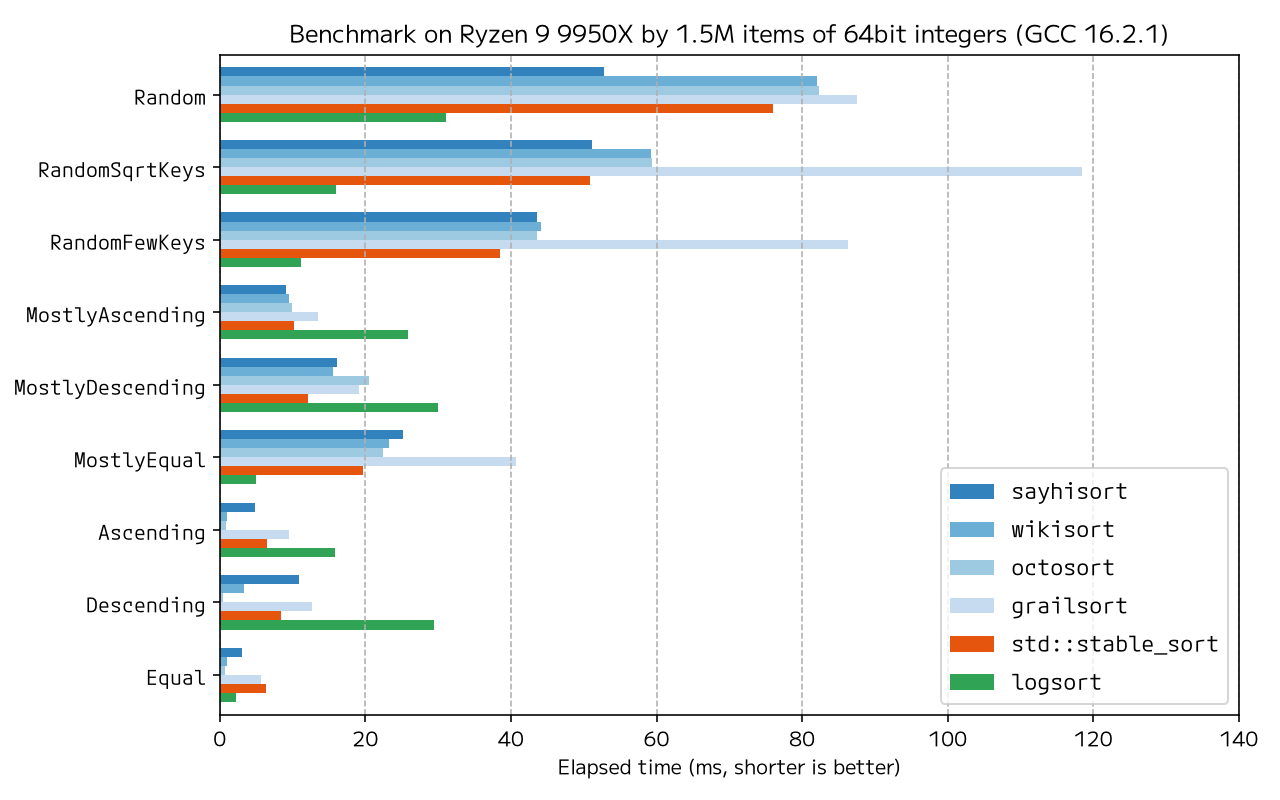 Benchmark on Ryzen 9 9950X by 1.5M items of 64bit integers (GCC 16.2.1)
Random
RandomSqrtKeys
RandomFewKeys
MostlyAscending
MostlyDescending
MostlyEqual
Ascending
Descending
Equal
sayhisort
wikisort
octosort
grailsort
std::stable_sort
logsort
0 20 40 60 80 100 120 140
Elapsed time (ms, shorter is better)